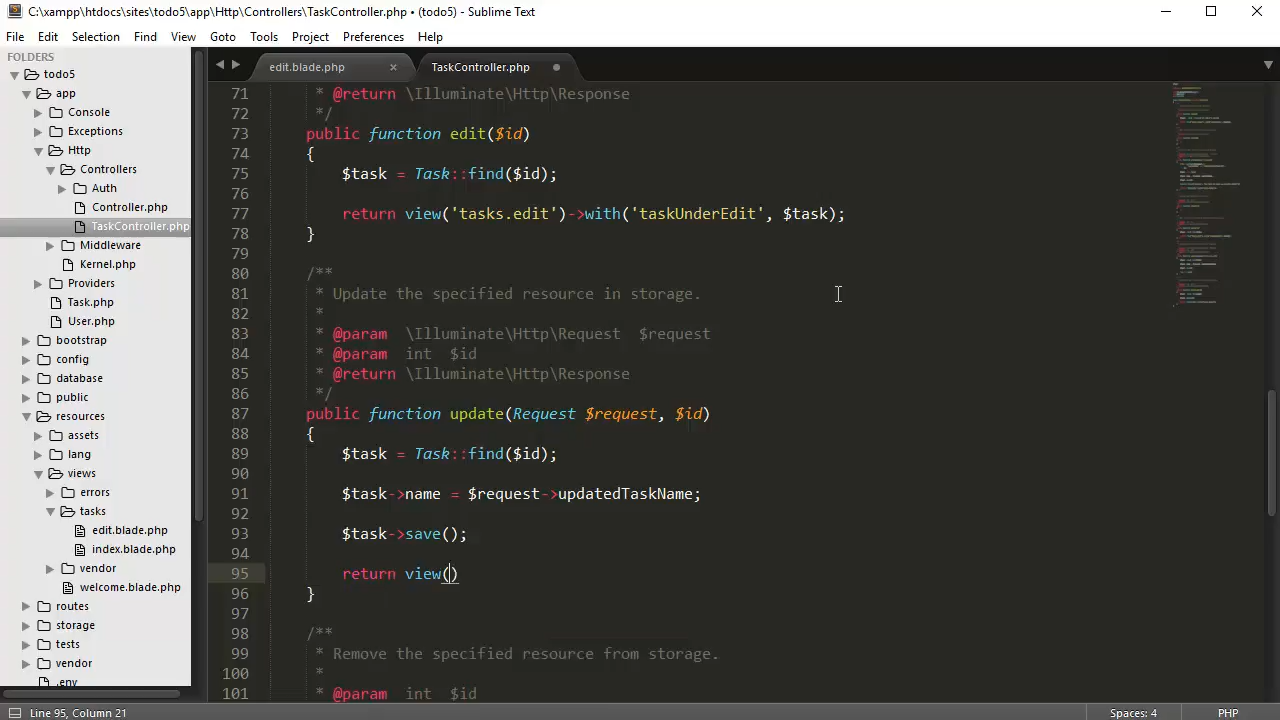 C:\xampp\htdocs\sites\todo5\app\Http\Controllers\TaskController.php • (todo5) - Sublime Text
File Edit Selection Find View Goto Tools Project Preferences Help
FOLDERS
todo5
app
Console
Exceptions
Http
Controllers
Auth
Controller.php
TaskController.php
Middleware
Kernel.php
Providers
Task.php
User.php
bootstrap
config
database
public
resources
assets
lang
views
errors
tasks
edit.blade.php
index.blade.php
vendor
welcome.blade.php
routes
storage
tests
vendor
.env
edit.blade.php × TaskController.php
71 * @return \Illuminate\Http\Response
72 */
73 public function edit($id)
74 {
75 $task = Task::find($id);
76
77 return view('tasks.edit')->with('taskUnderEdit', $task);
78 }
79
80 /**
81 * Update the specified resource in storage.
82 *
83 * @param \Illuminate\Http\Request $request
84 * @param int $id
85 * @return \Illuminate\Http\Response
86 */
87 public function update(Request $request, $id)
88 {
89 $task = Task::find($id);
90
91 $task->name = $request->updatedTaskName;
92
93 $task->save();
94
95 return view()
96 }
97
98 /**
99 * Remove the specified resource from storage.
100 *
101 * @param int $id
Line 95, Column 21 Spaces: 4 PHP